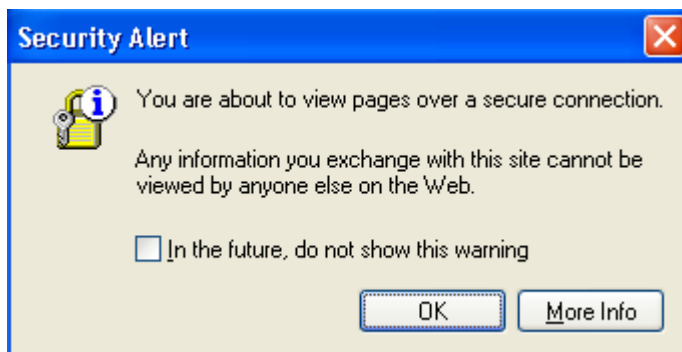 Security Alert
You are about to view pages over a secure connection.
Any information you exchange with this site cannot be
viewed by anyone else on the Web.
In the future, do not show this warning
OK
More Info